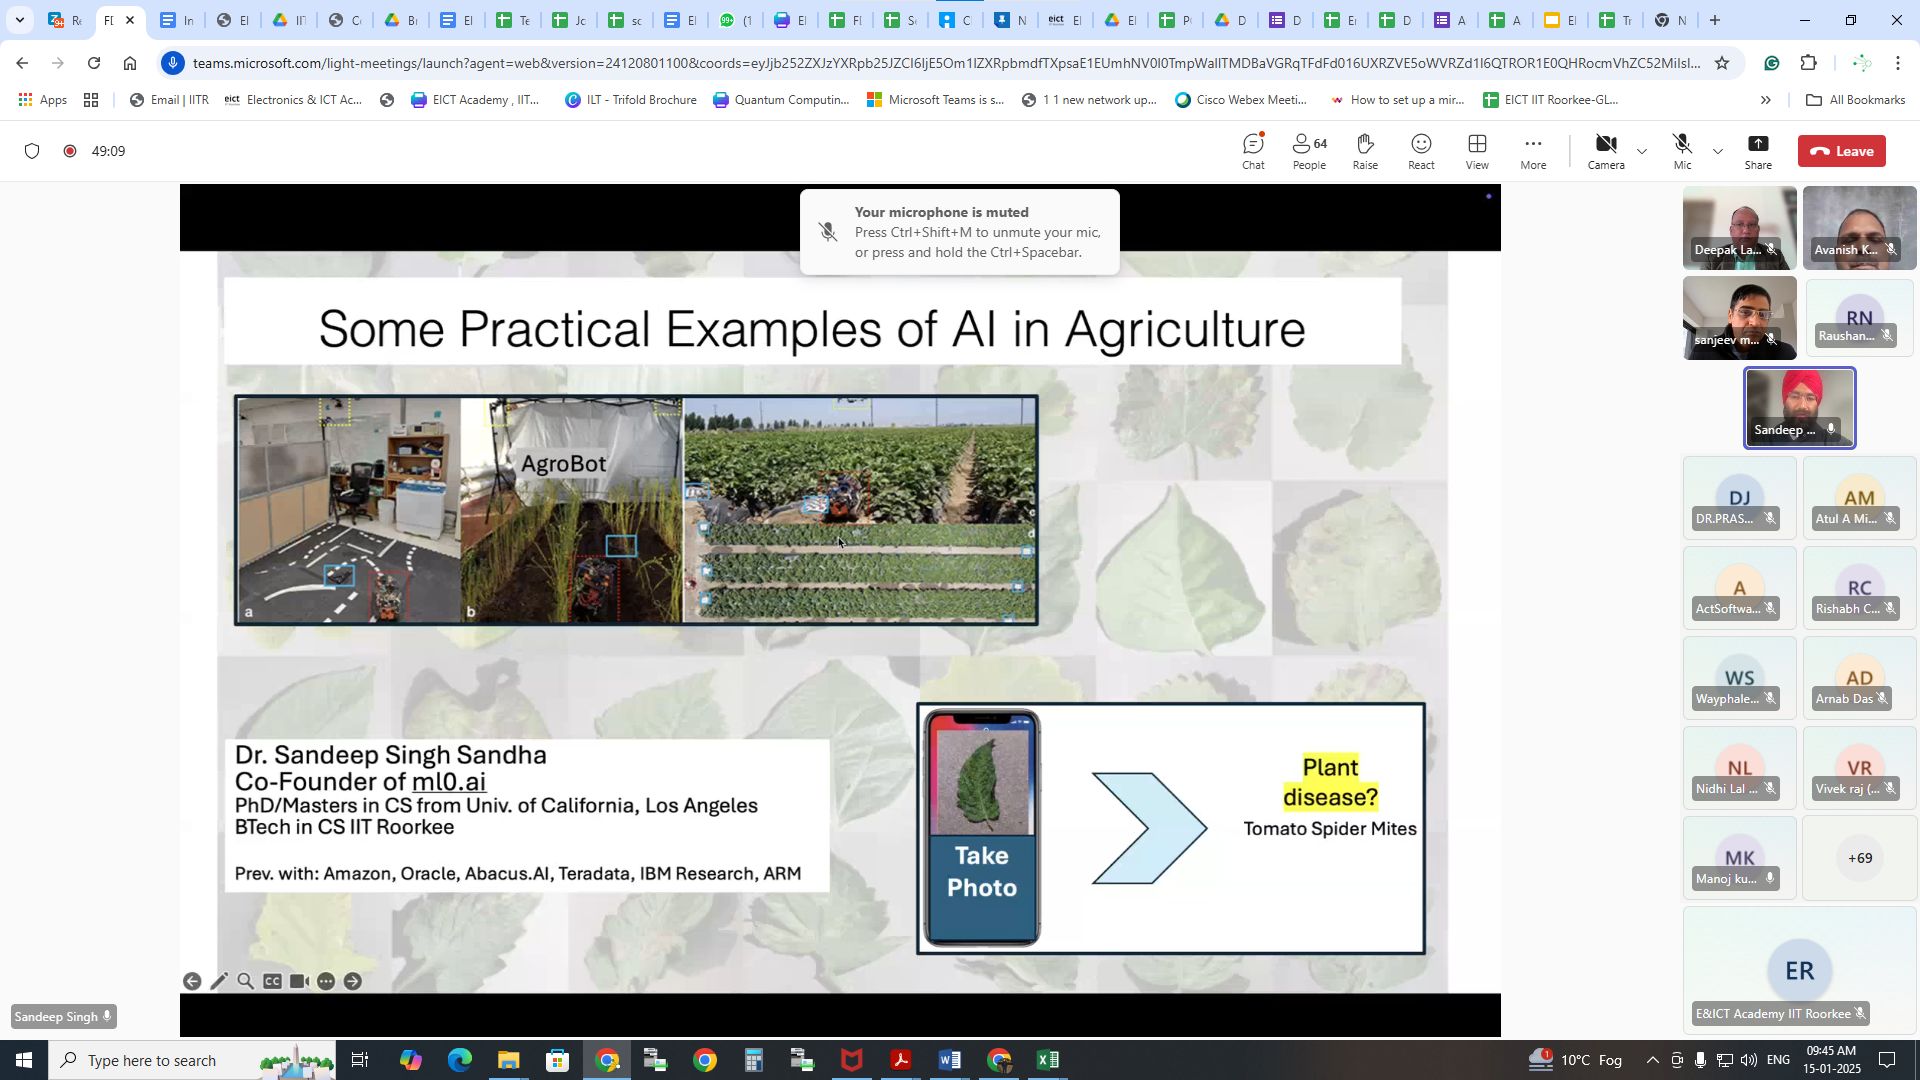 Re
Fl
In
El
IIT
Co
Br
El
Te
Jo
sc
El
(1
El
Fl
Se
C
N
El
El
P
D
D
Er
D
A
A
El
Tr
N
teams.microsoft.com/light-meetings/launch?agent=web&version=24120801100&coords=
Apps
Email | IITR
Electronics & ICT Ac...
EICT Academy , IIT...
ILT - Trifold Brochure
Quantum Computin...
Microsoft Teams is s...
1 1 new network up...
Cisco Webex Meeti...
How to set up a mir...
EICT IIT Roorkee-GL...
All Bookmarks
49:09
Chat
64
People
Raise
React
View
More
Camera
Mic
Share
Leave
Your microphone is muted
Press Ctrl+Shift+M to unmute your mic,
or press and hold the Ctrl+Spacebar.
Some Practical Examples of AI in Agriculture
AgroBot
a
b
c
d
Dr. Sandeep Singh Sandha
Co-Founder of ml0.ai
PhD/Masters in CS from Univ. of California, Los Angeles
BTech in CS IIT Roorkee
Prev. with: Amazon, Oracle, Abacus.AI, Teradata, IBM Research, ARM
Take
Photo
Plant
disease?
Tomato Spider Mites
CC
Sandeep Singh
Deepak La...
Avanish K...
sanjeev m...
RN
Raushan...
Sandeep ...
DJ
DR.PRAS...
AM
Atul A Mi...
A
ActSoftwa...
RC
Rishabh C...
WS
Wayphale...
AD
Arnab Das
NL
Nidhi Lal ...
VR
Vivek raj (...
MK
Manoj ku...
+69
ER
E&ICT Academy IIT Roorkee
Type here to search
10°C Fog
ENG
09:45 AM
15-01-2025